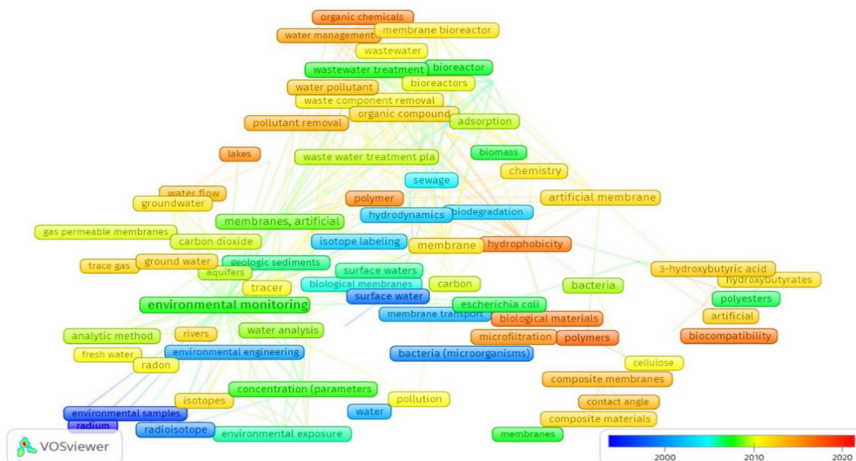 organic chemicals
water management
membrane bioreactor
wastewater
wastewater treatment
bioreactor
water pollutant
bioreactors
waste component removal
organic compound
pollutant removal
adsorption
lakes
waste water treatment pla
biomass
chemistry
sewage
water flow
polymer
artificial membrane
groundwater
hydrodynamics
biodegradation
membranes, artificial
gas permeable membranes
carbon dioxide
isotope labeling
membrane
hydrophobicity
trace gas
ground water
geologic sediments
aquifers
surface waters
3-hydroxybutyric acid
hydroxybutyrates
tracer
biological membranes
carbon
bacteria
surface water
environmental monitoring
escherichia coli
polyesters
membrane transport
biological materials
artificial
analytic method
rivers
water analysis
microfiltration
polymers
biocompatibility
fresh water
environmental engineering
bacteria (microorganisms)
radon
cellulose
composite membranes
concentration (parameters
isotopes
pollution
contact angle
environmental samples
water
composite materials
radium
radioisotope
environmental exposure
membranes
VOSviewer
2000
2010
2020